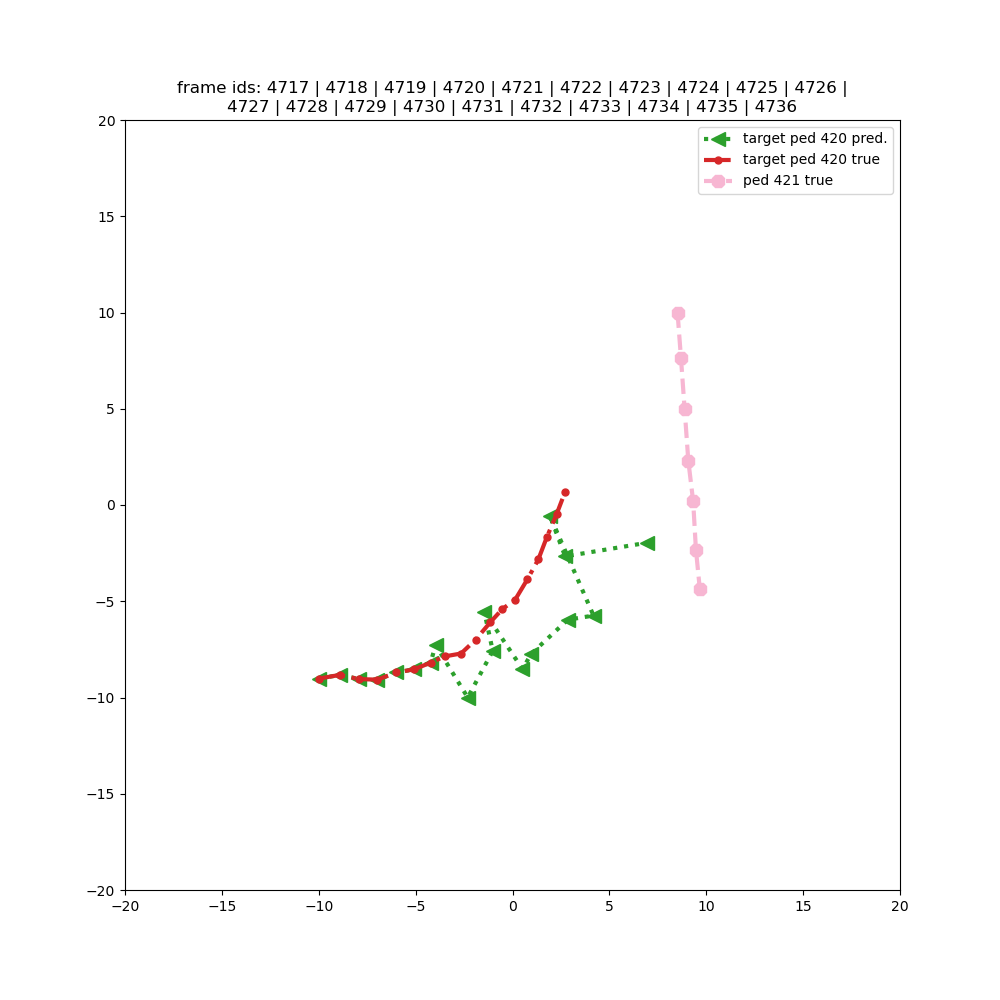 frame ids: 4717 | 4718 | 4719 | 4720 | 4721 | 4722 | 4723 | 4724 | 4725 | 4726 |
4727 | 4728 | 4729 | 4730 | 4731 | 4732 | 4733 | 4734 | 4735 | 4736
target ped 420 pred.
target ped 420 true
ped 421 true
20
15
10
5
0
−5
−10
−15
−20
−20 −15 −10 −5 0 5 10 15 20